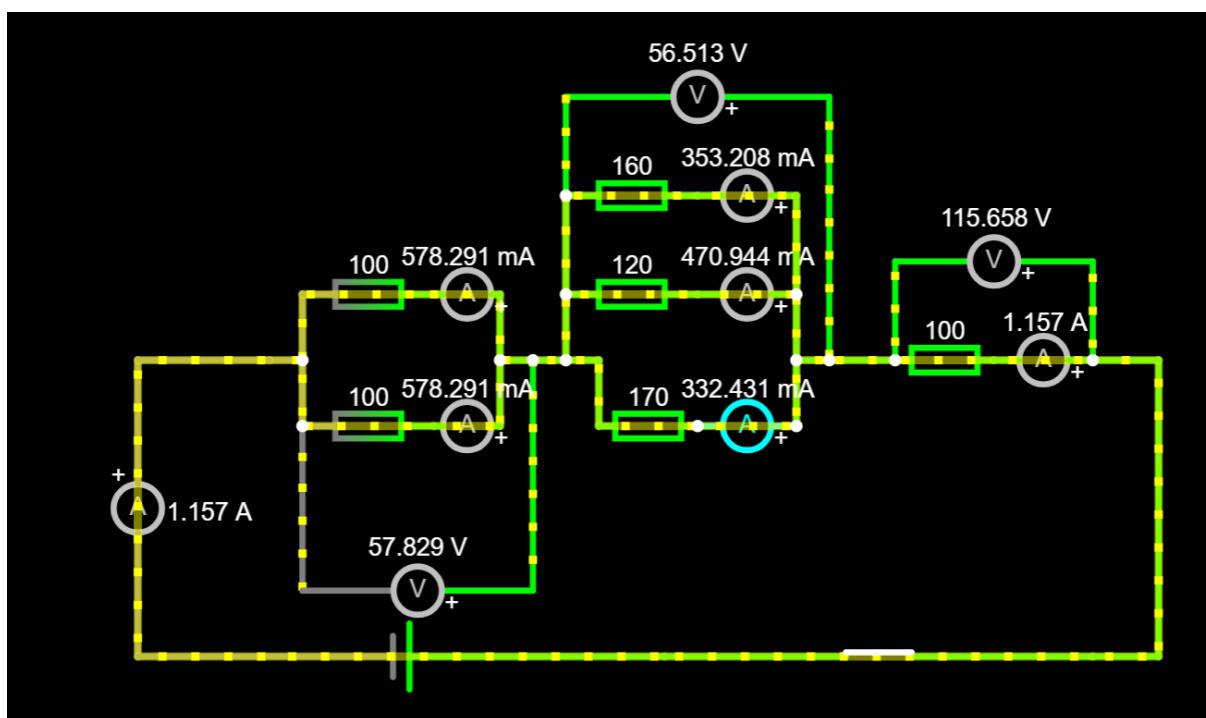 56.513 V
V
+
353.208 mA
160
A
+
115.658 V
V
+
578.291 mA
100
A
+
470.944 mA
120
A
+
1.157 A
100
A
+
578.291 mA
100
A
+
332.431 mA
170
A
+
+
A
1.157 A
57.829 V
V
+